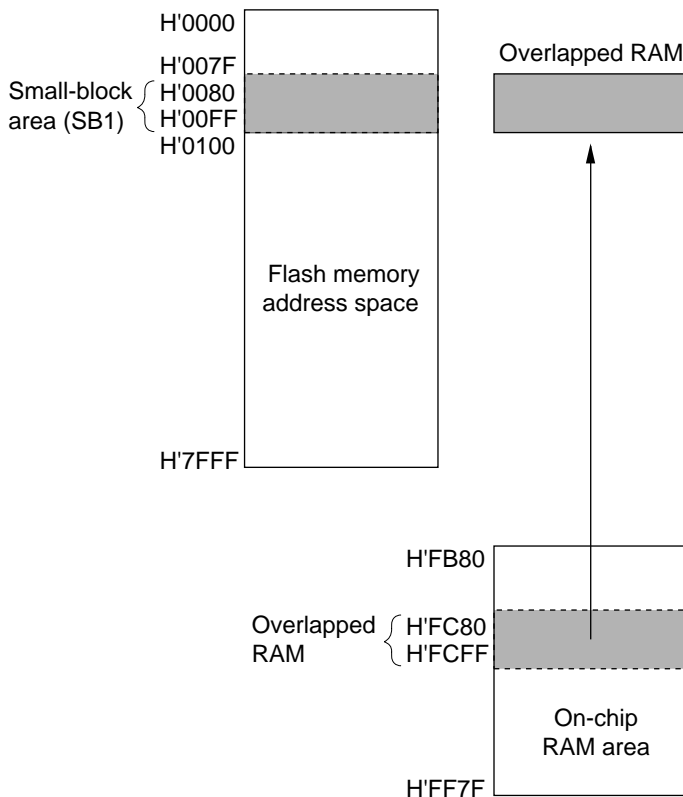 H'0000
H'007F
Small-block
area (SB1)
H'0080
H'00FF
H'0100
Overlapped RAM
Flash memory
address space
H'7FFF
H'FB80
Overlapped
RAM
H'FC80
H'FCFF
On-chip
RAM area
H'FF7F